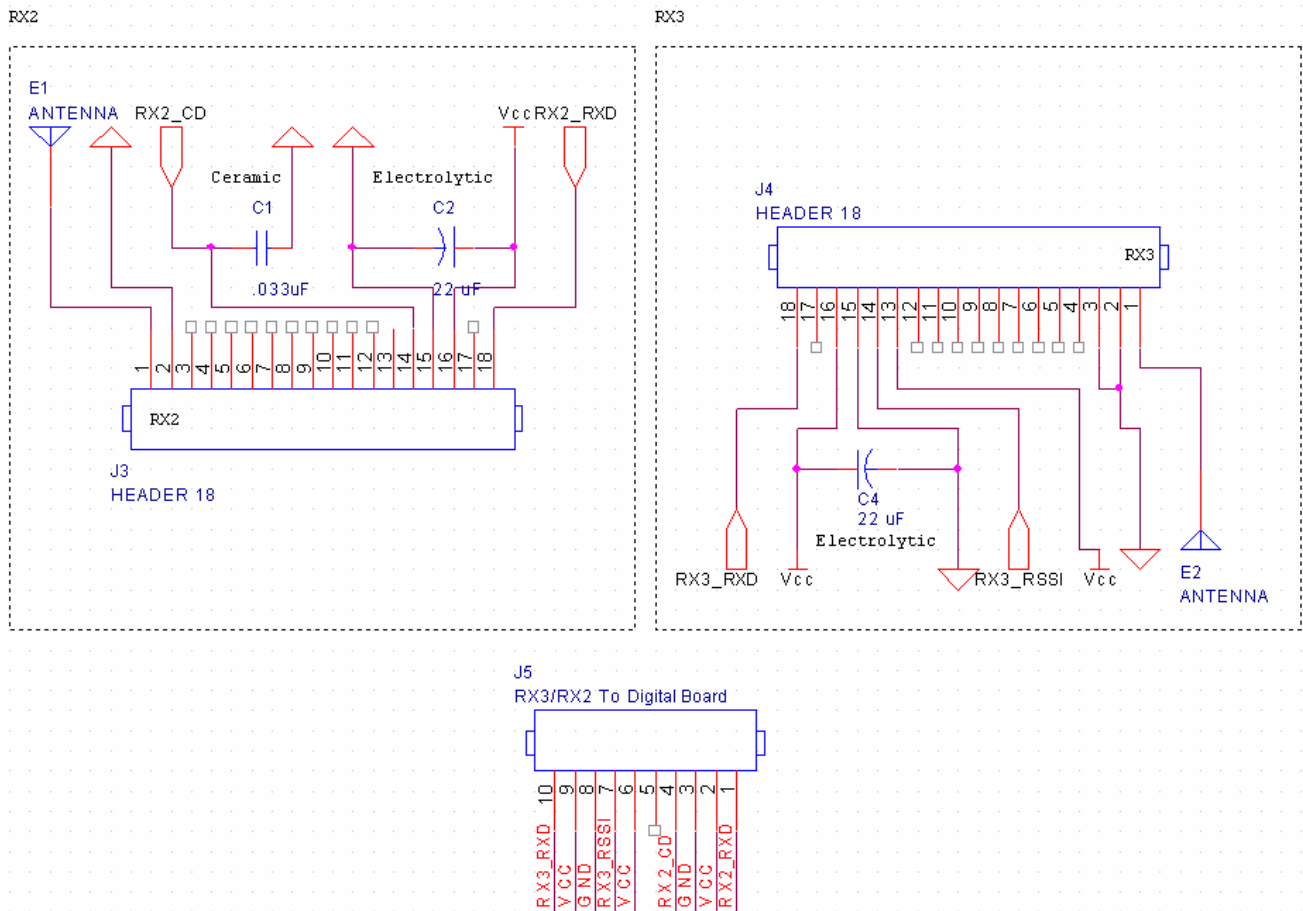 RX2
RX3
E1
ANTENNA
RX2_CD
Vcc
RX2_RXD
Ceramic
Electrolytic
C1
C2
.033uF
22 uF
1
2
3
4
5
6
7
8
9
10
11
12
13
14
15
16
17
18
RX2
J3
HEADER 18
J4
HEADER 18
RX3
18
17
16
15
14
13
12
11
10
9
8
7
6
5
4
3
2
1
C4
22 uF
Electrolytic
RX3_RXD
Vcc
RX3_RSSI
Vcc
E2
ANTENNA
J5
RX3/RX2 To Digital Board
10
9
8
7
6
5
4
3
2
1
RX3_RXD
VCC
GND
RX3_RSSI
VCC
RX2_CD
GND
VCC
RX2_RXD